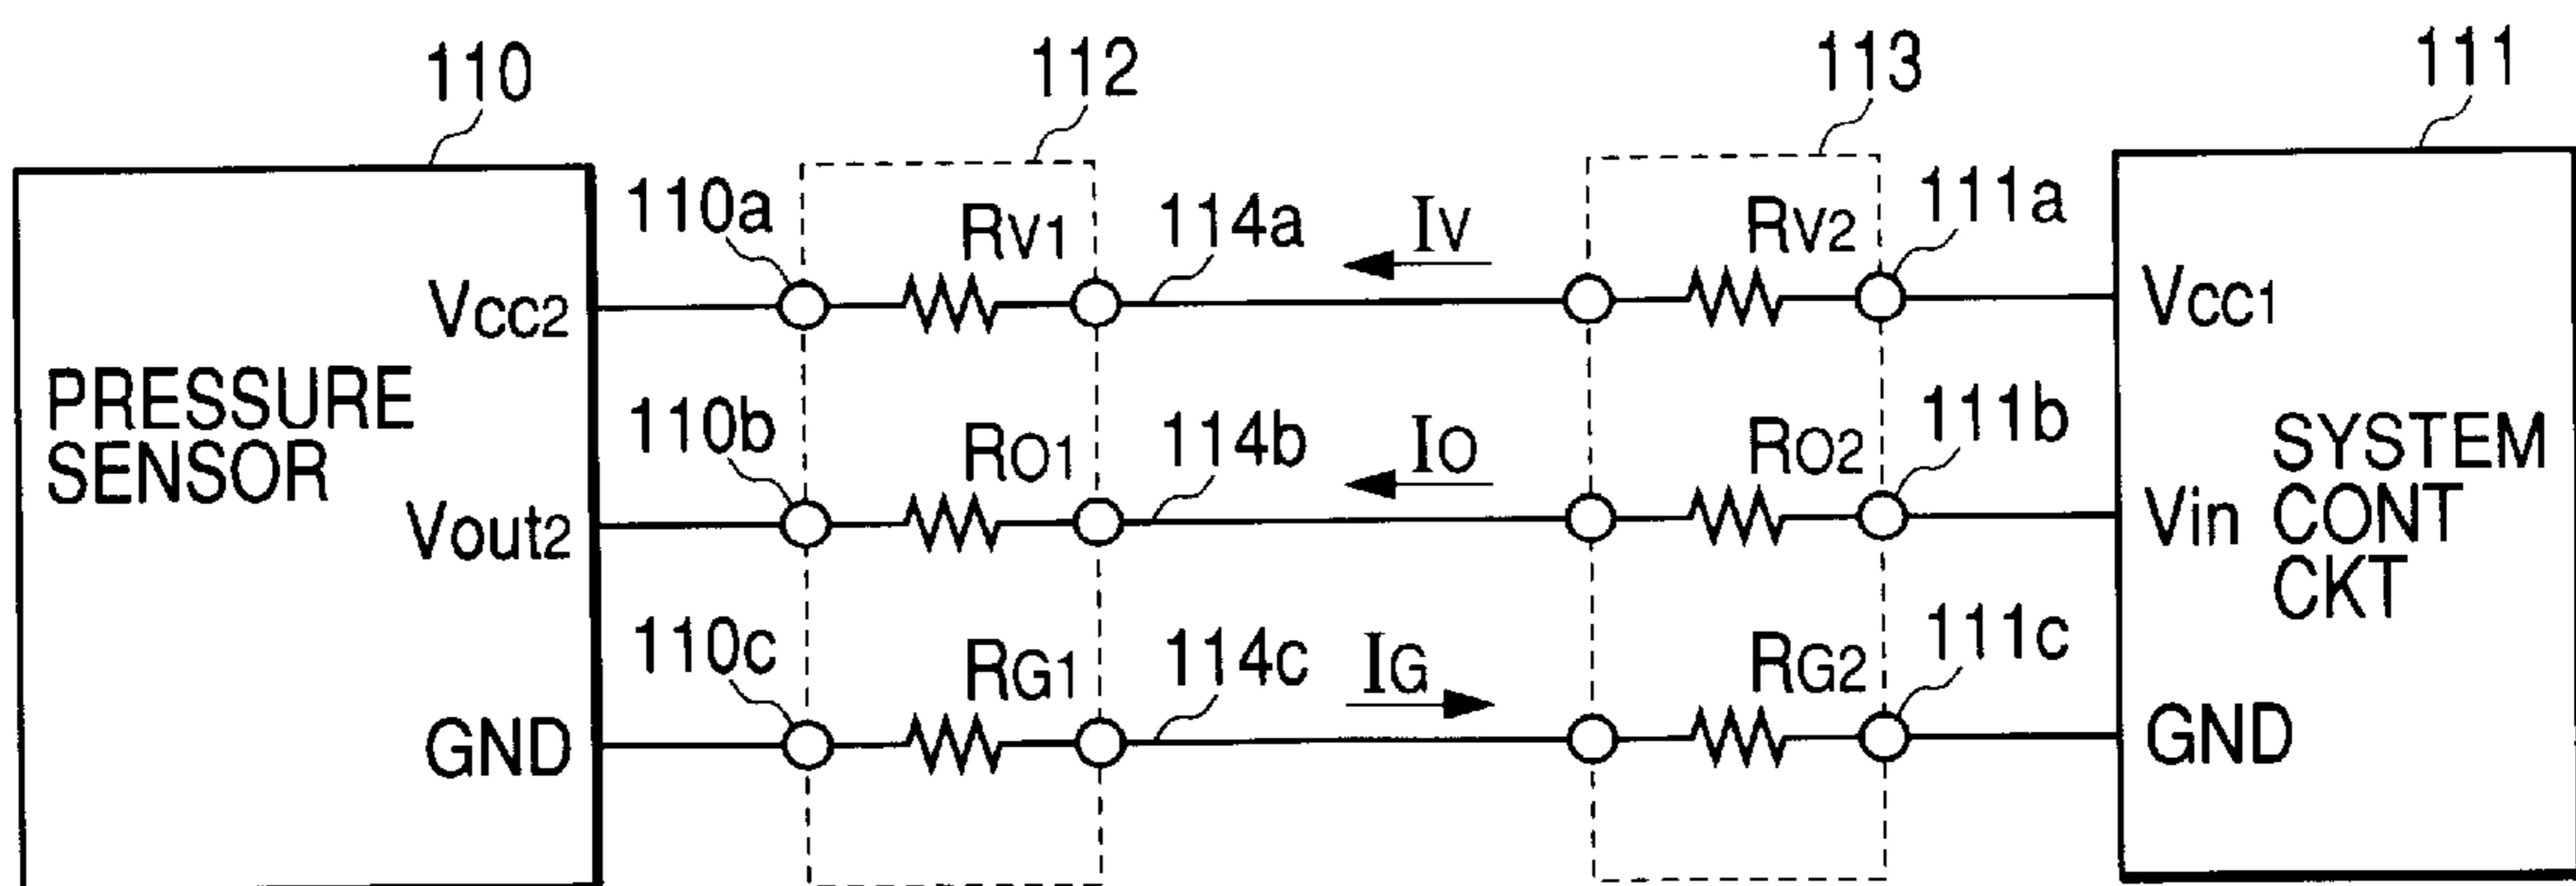 110
112
113
111
110a
RV1
114a
IV
RV2
111a
VCC2
VCC1
PRESSURE
SENSOR
110b
RO1
114b
IO
RO2
111b
Vout2
Vin
SYSTEM
CONT
CKT
110c
RG1
114c
IG
RG2
111c
GND
GND